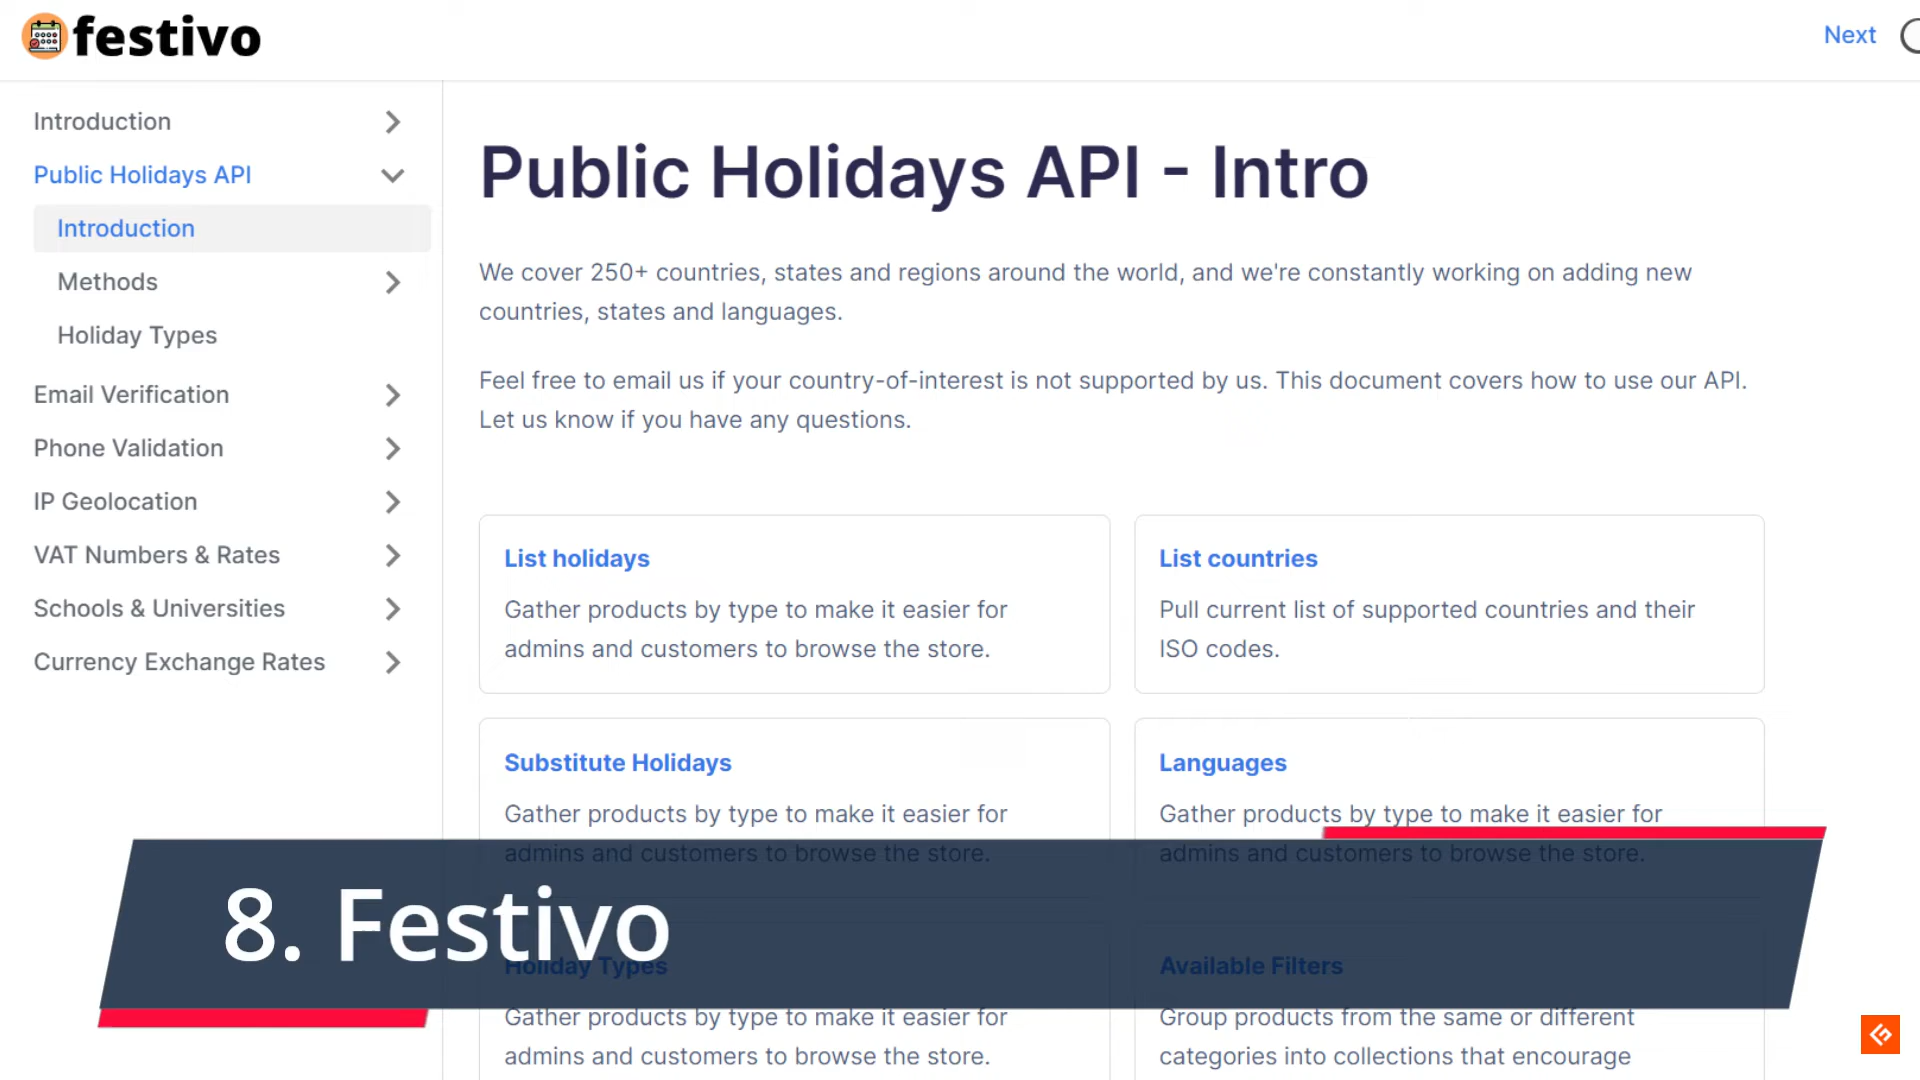 festivo
Next
Introduction
Public Holidays API
Introduction
Methods
Holiday Types
Email Verification
Phone Validation
IP Geolocation
VAT Numbers & Rates
Schools & Universities
Currency Exchange Rates
Public Holidays API - Intro
We cover 250+ countries, states and regions around the world, and we're constantly working on adding new
countries, states and languages.
Feel free to email us if your country-of-interest is not supported by us. This document covers how to use our API.
Let us know if you have any questions.
List holidays
Gather products by type to make it easier for
admins and customers to browse the store.
List countries
Pull current list of supported countries and their
ISO codes.
Substitute Holidays
Gather products by type to make it easier for
admins and customers to browse the store.
Languages
Gather products by type to make it easier for
admins and customers to browse the store.
8. Festivo
Holiday Types
Gather products by type to make it easier for
admins and customers to browse the store.
Available Filters
Group products from the same or different
categories into collections that encourage